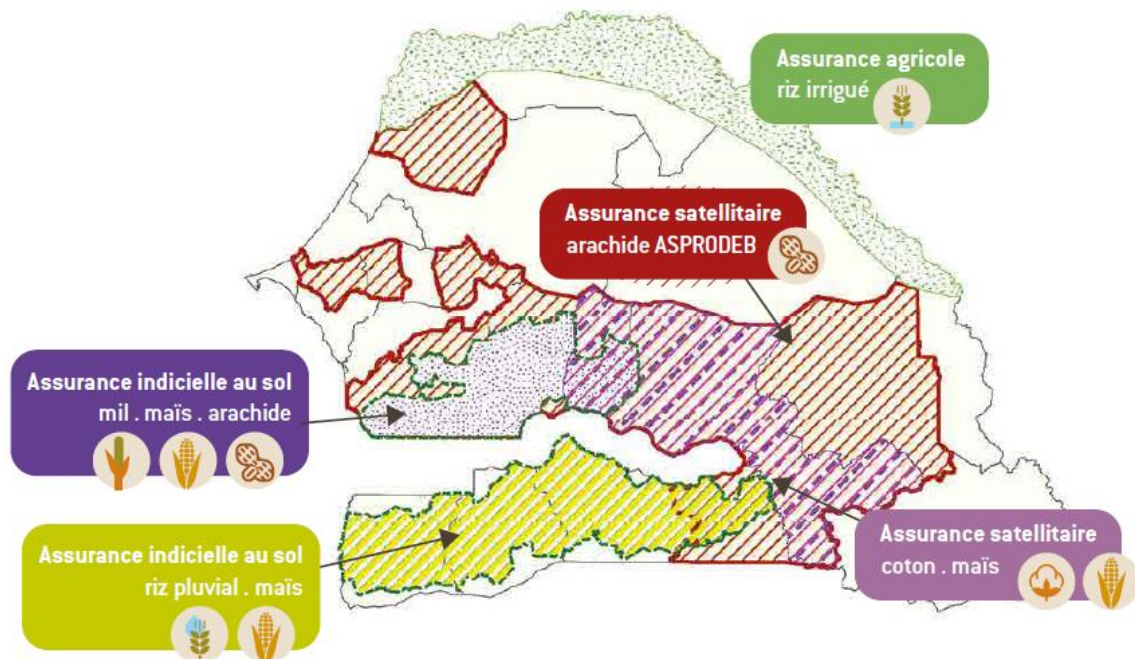 Assurance agricole
riz irrigué
Assurance satellitaire
arachide ASPRODEB
Assurance indicielle au sol
mil . maïs . arachide
Assurance indicielle au sol
riz pluvial . maïs
Assurance satellitaire
coton . maïs